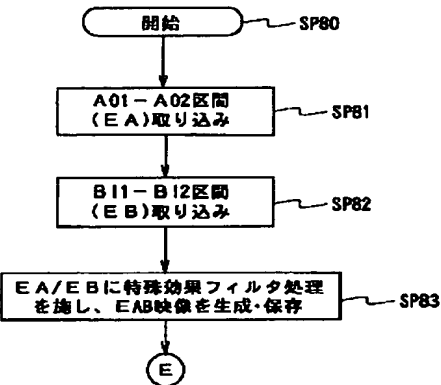 開始
SP80
A01－A02区間
(EA)取り込み
SP81
BI1－BI2区間
(EB)取り込み
SP82
EA/EBに特殊効果フィルタ処理
を施し、EAB映像を生成・保存
SP83
E